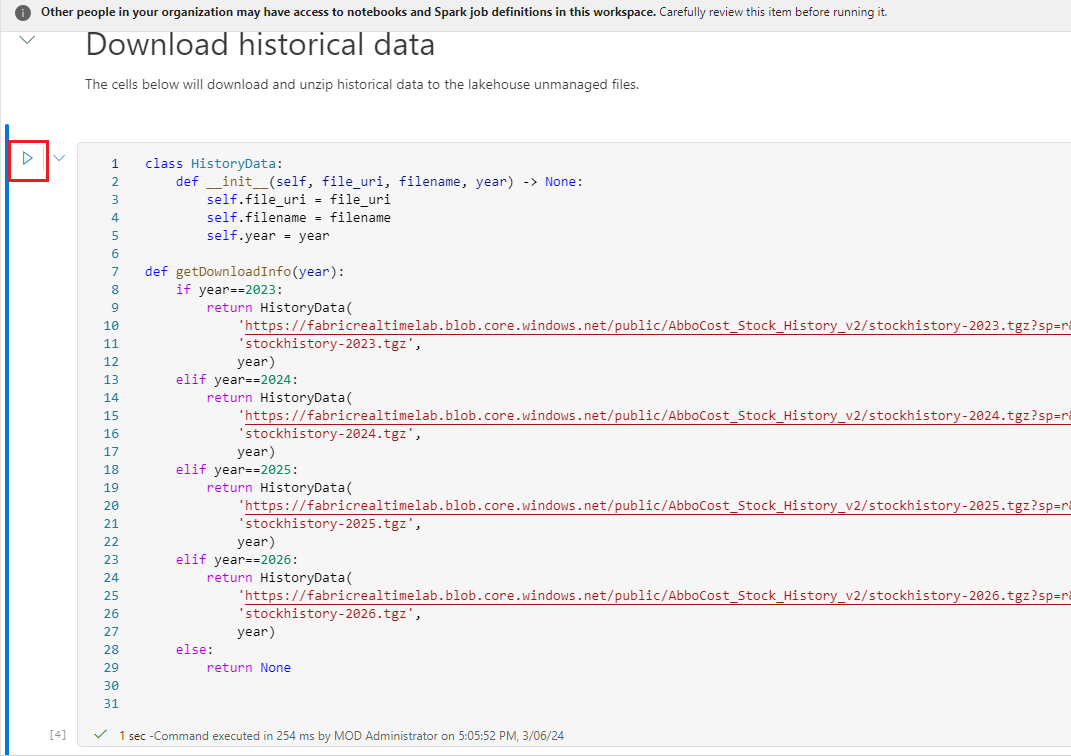 Other people in your organization may have access to notebooks and Spark job definitions in this workspace. Carefully review this item before running it.
Download historical data
The cells below will download and unzip historical data to the lakehouse unmanaged files.
1 class HistoryData:
2     def __init__(self, file_uri, filename, year) -> None:
3         self.file_uri = file_uri
4         self.filename = filename
5         self.year = year
6
7 def getDownloadInfo(year):
8     if year==2023:
9         return HistoryData(
10             'https://fabricrealtimelab.blob.core.windows.net/public/AbboCost_Stock_History_v2/stockhistory-2023.tgz?sp=r&
11             'stockhistory-2023.tgz',
12             year)
13     elif year==2024:
14         return HistoryData(
15             'https://fabricrealtimelab.blob.core.windows.net/public/AbboCost_Stock_History_v2/stockhistory-2024.tgz?sp=r&
16             'stockhistory-2024.tgz',
17             year)
18     elif year==2025:
19         return HistoryData(
20             'https://fabricrealtimelab.blob.core.windows.net/public/AbboCost_Stock_History_v2/stockhistory-2025.tgz?sp=r&
21             'stockhistory-2025.tgz',
22             year)
23     elif year==2026:
24         return HistoryData(
25             'https://fabricrealtimelab.blob.core.windows.net/public/AbboCost_Stock_History_v2/stockhistory-2026.tgz?sp=r&
26             'stockhistory-2026.tgz',
27             year)
28     else:
29         return None
30
31
[4] 1 sec -Command executed in 254 ms by MOD Administrator on 5:05:52 PM, 3/06/24